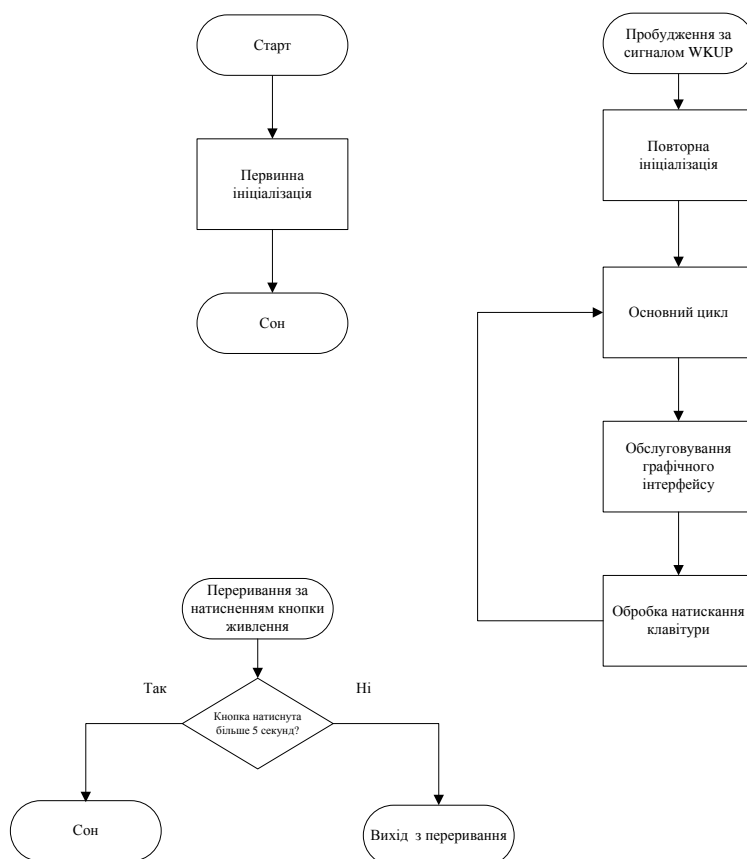 Старт
Первинна
ініціалізація
Сон
Пробудження за
сигналом WKUP
Повторна
ініціалізація
Основний цикл
Обслуговування
графічного
інтерфейсу
Обробка натискання
клавітури
Переривання за
натисненням кнопки
живлення
Так
Ні
Кнопка натиснута
більше 5 секунд?
Сон
Вихід з переривання